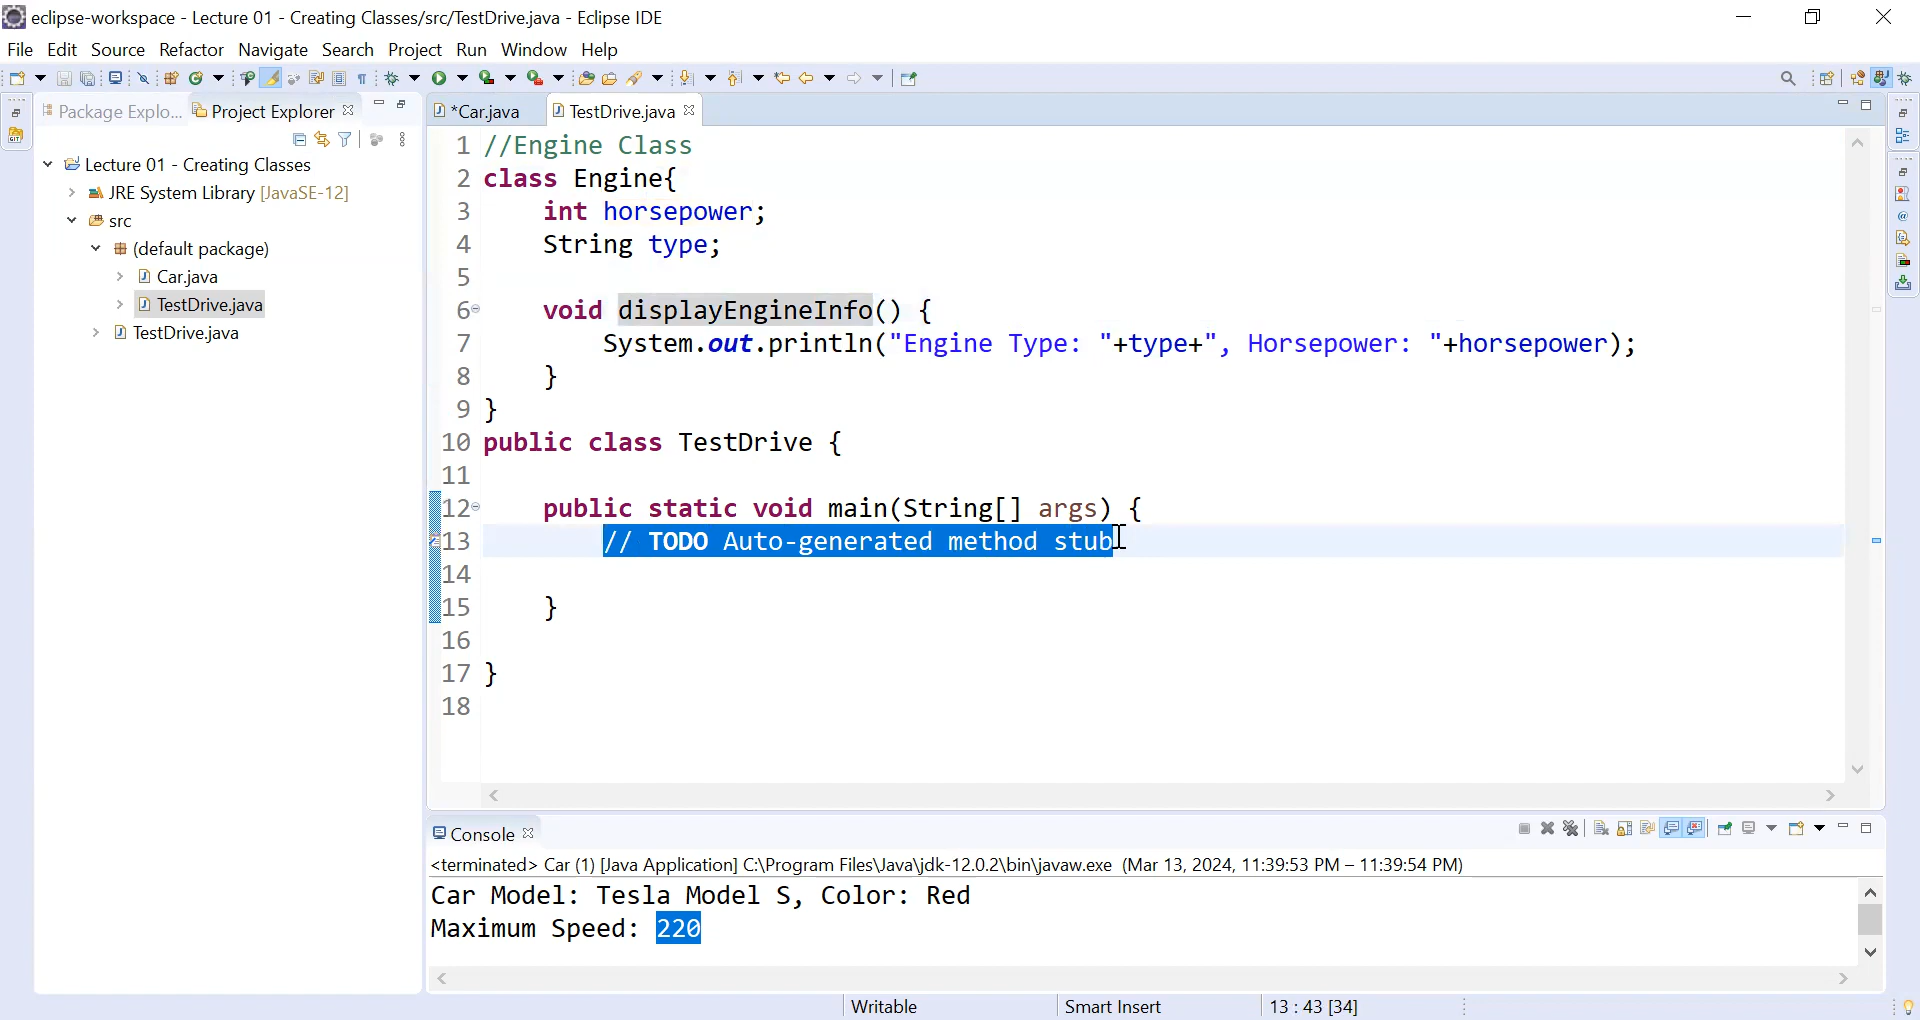 eclipse-workspace - Lecture 01 - Creating Classes/src/TestDrive.java - Eclipse IDE
File Edit Source Refactor Navigate Search Project Run Window Help
Package Explo... Project Explorer
Lecture 01 - Creating Classes
JRE System Library [JavaSE-12]
src
(default package)
Car.java
TestDrive.java
TestDrive.java
*Car.java TestDrive.java
1 //Engine Class
2 class Engine{
3 int horsepower;
4 String type;
5
6 void displayEngineInfo() {
7 System.out.println("Engine Type: "+type+", Horsepower: "+horsepower);
8 }
9 }
10 public class TestDrive {
11
12 public static void main(String[] args) {
13 // TODO Auto-generated method stub
14
15 }
16
17 }
18
Console
<terminated> Car (1) [Java Application] C:\Program Files\Java\jdk-12.0.2\bin\javaw.exe (Mar 13, 2024, 11:39:53 PM – 11:39:54 PM)
Car Model: Tesla Model S, Color: Red
Maximum Speed: 220
Writable Smart Insert 13 : 43 [34]